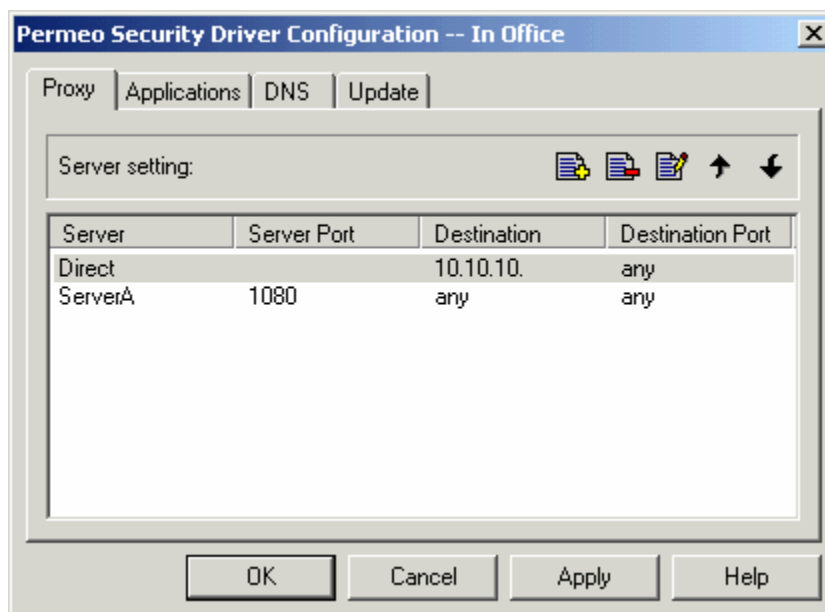 Permeo Security Driver Configuration -- In Office
Proxy Applications DNS Update
Server setting:
Server Server Port Destination Destination Port
Direct 10.10.10. any
ServerA 1080 any any
OK Cancel Apply Help